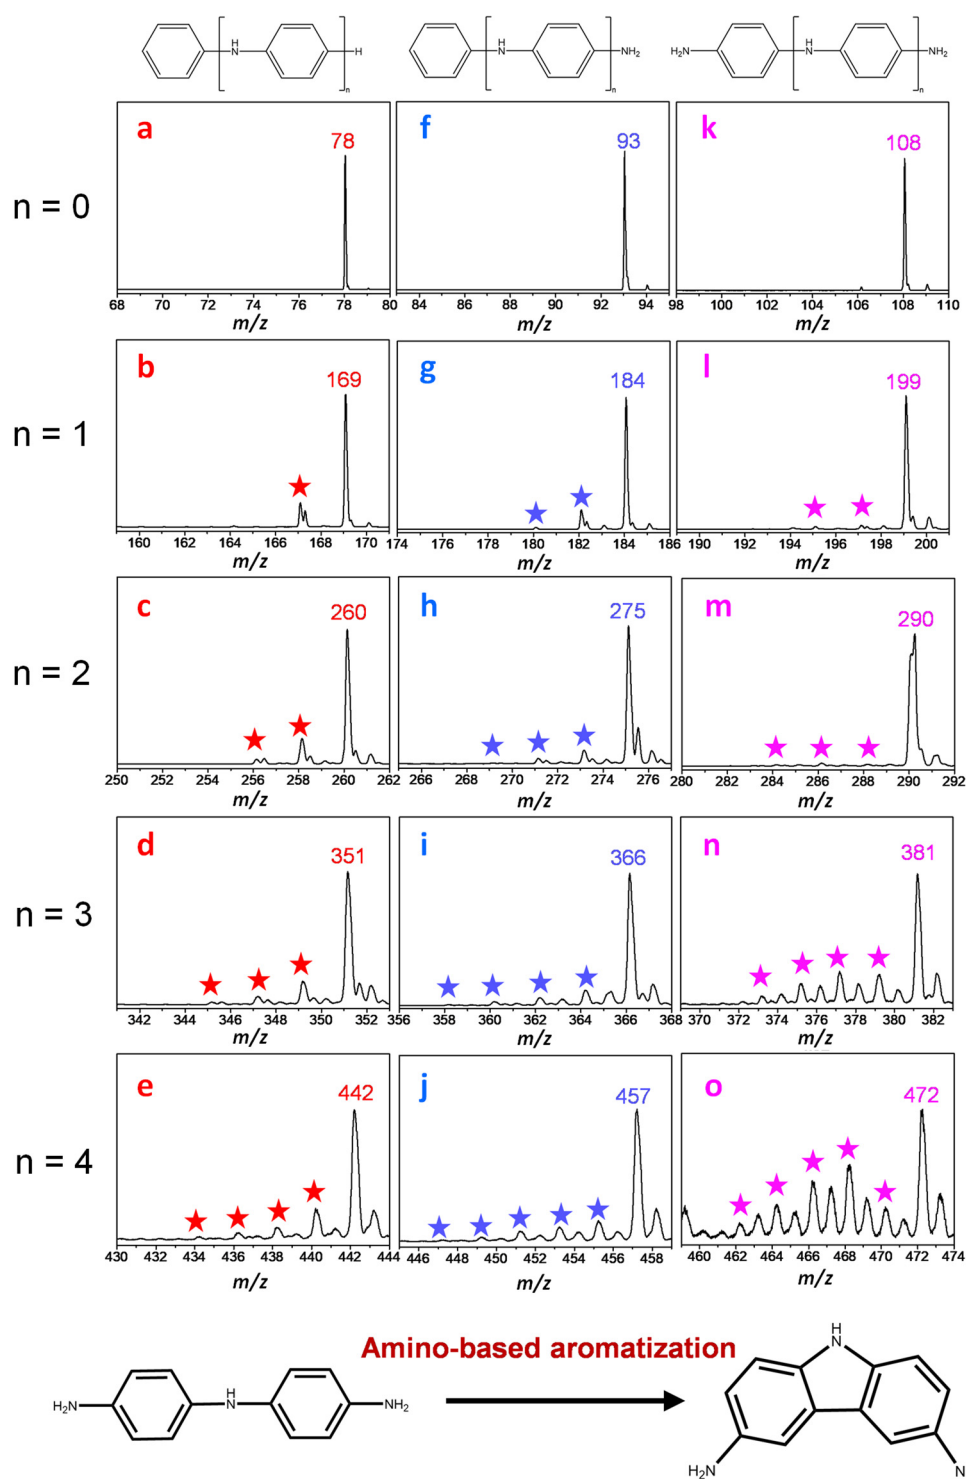 H N H n
H N NH₂ n
H₂N H N NH₂ n
n = 0
a 78
68 70 72 74 76 78 80
m/z
f 93
84 86 88 90 92 94
m/z
k 108
98 100 102 104 106 108 110
m/z
n = 1
b 169
160 162 164 166 168 170
m/z
g 184
174 176 178 180 182 184 186
m/z
l 199
190 192 194 196 198 200
m/z
n = 2
c 260
250 252 254 256 258 260 262
m/z
h 275
266 268 270 272 274 276
m/z
m 290
280 282 284 286 288 290 292
m/z
n = 3
d 351
342 344 346 348 350 352
m/z
i 366
356 358 360 362 364 366 368
m/z
n 381
370 372 374 376 378 380 382
m/z
n = 4
e 442
430 432 434 436 438 440 442 444
m/z
j 457
444 446 448 450 452 454 456 458
m/z
o 472
460 462 464 466 468 470 472 474
m/z
Amino-based aromatization
H₂N H N NH₂
H N H₂N N